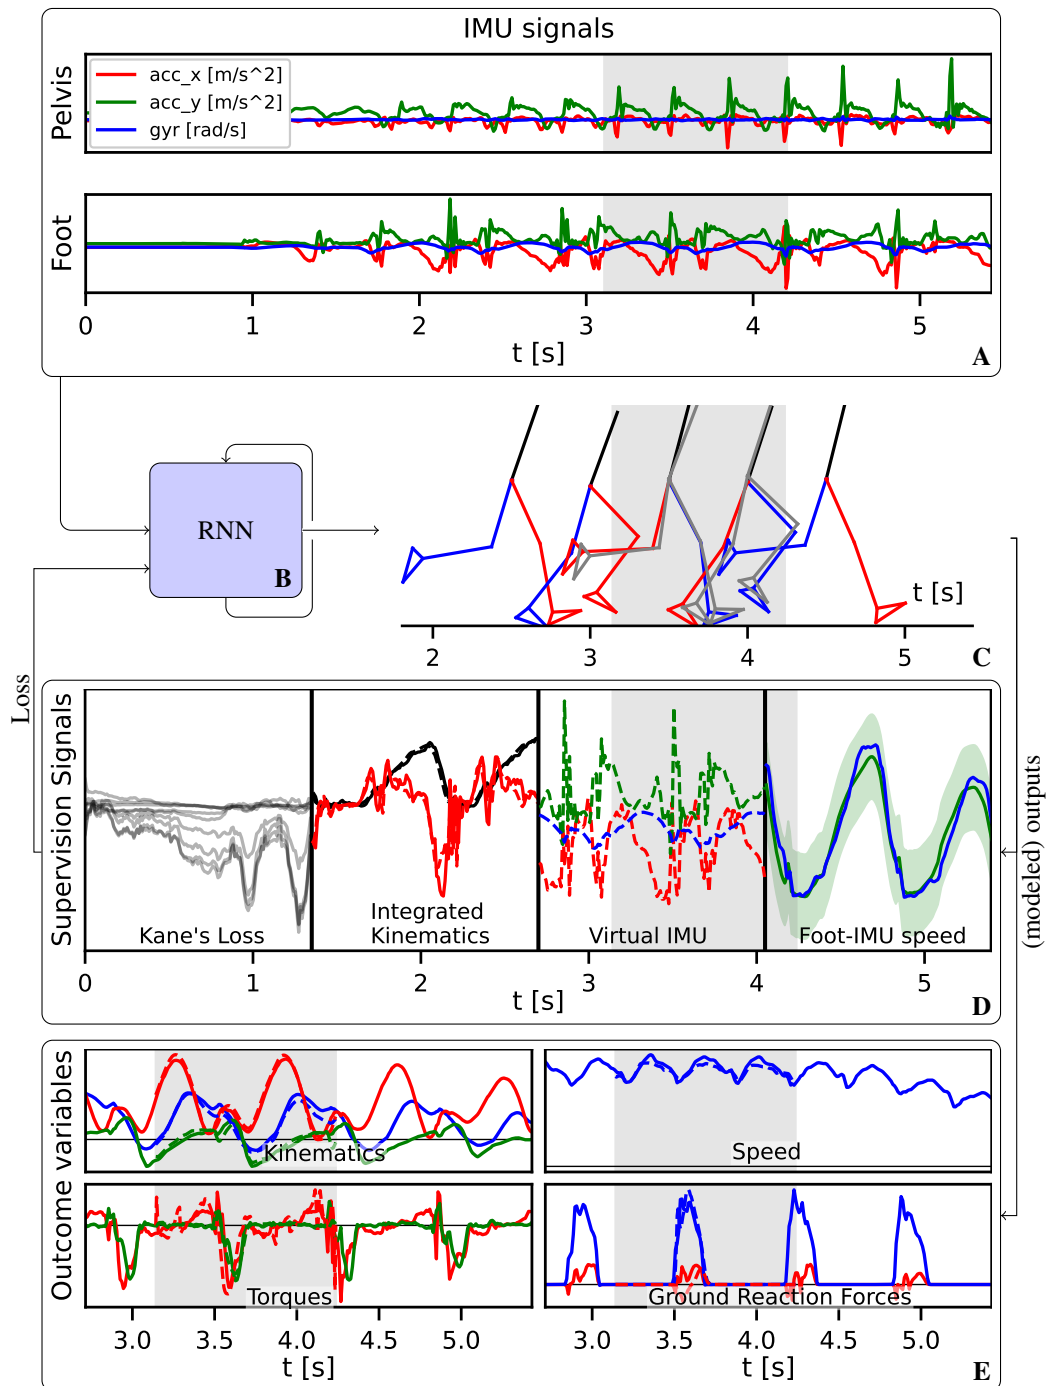 IMU signals
Pelvis
acc_x [m/s^2]
acc_y [m/s^2]
gyr [rad/s]
Foot
0 1 2 3 4 5
t [s]
A
RNN
B
t [s]
2 3 4 5
C
Loss
Supervision Signals
Kane's Loss
Integrated
Kinematics
Virtual IMU
Foot-IMU speed
0 1 2 3 4 5
t [s]
D
(modeled) outputs
Outcome variables
Kinematics
Speed
Torques
Ground Reaction Forces
3.0 3.5 4.0 4.5 5.0
3.0 3.5 4.0 4.5 5.0
t [s]
t [s]
E